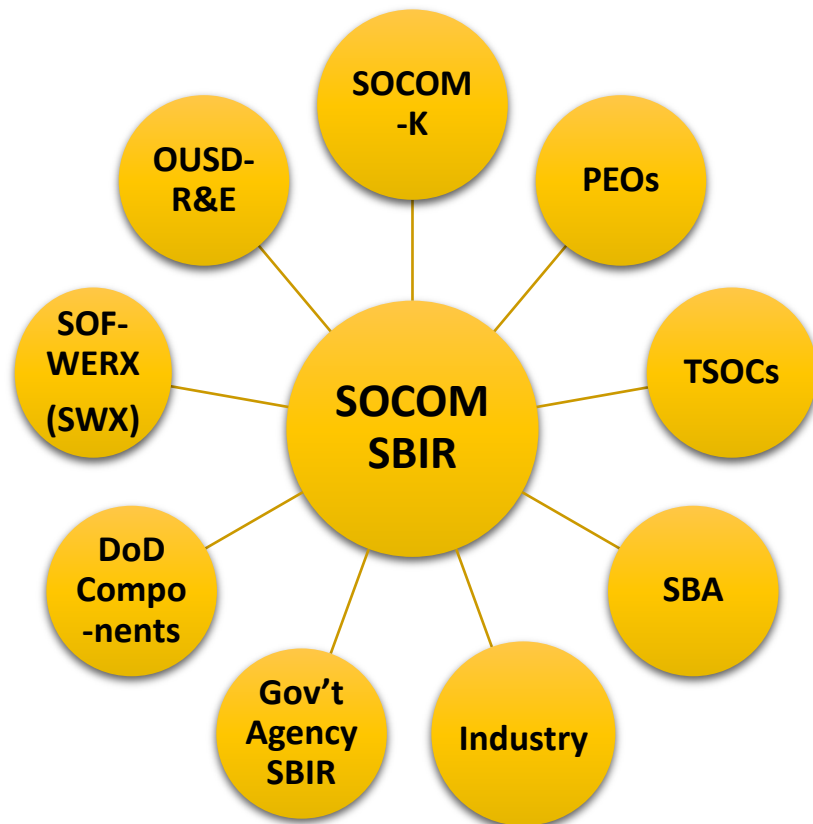 SOCOM
-K
PEOs
TSOCs
SBA
Industry
Gov’t
Agency
SBIR
DoD
Compo
-nents
SOF-
WERX
(SWX)
OUSD-
R&E
SOCOM
SBIR